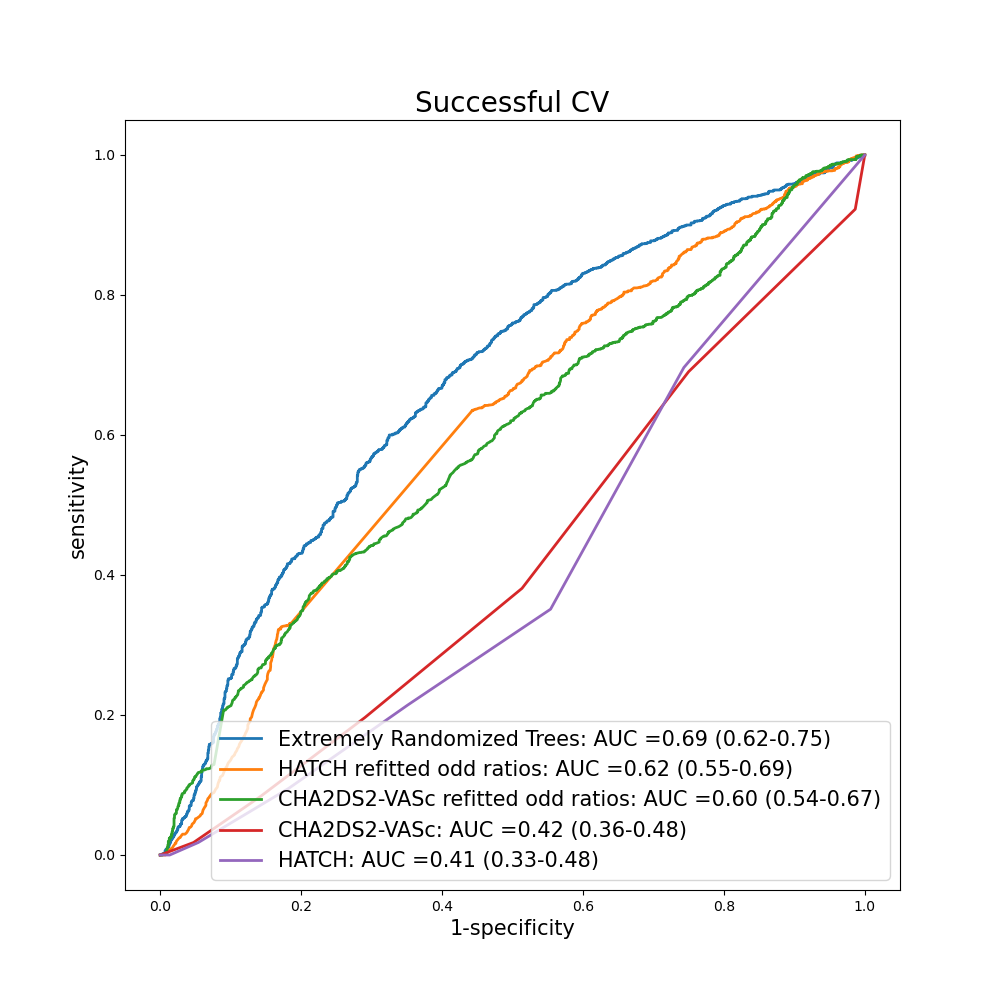 Successful CV
1.0
0.8
0.6
0.4
0.2
0.0
sensitivity
Extremely Randomized Trees: AUC =0.69 (0.62-0.75)
HATCH refitted odd ratios: AUC =0.62 (0.55-0.69)
CHA2DS2-VASc refitted odd ratios: AUC =0.60 (0.54-0.67)
CHA2DS2-VASc: AUC =0.42 (0.36-0.48)
HATCH: AUC =0.41 (0.33-0.48)
0.0 0.2 0.4 0.6 0.8 1.0
1-specificity